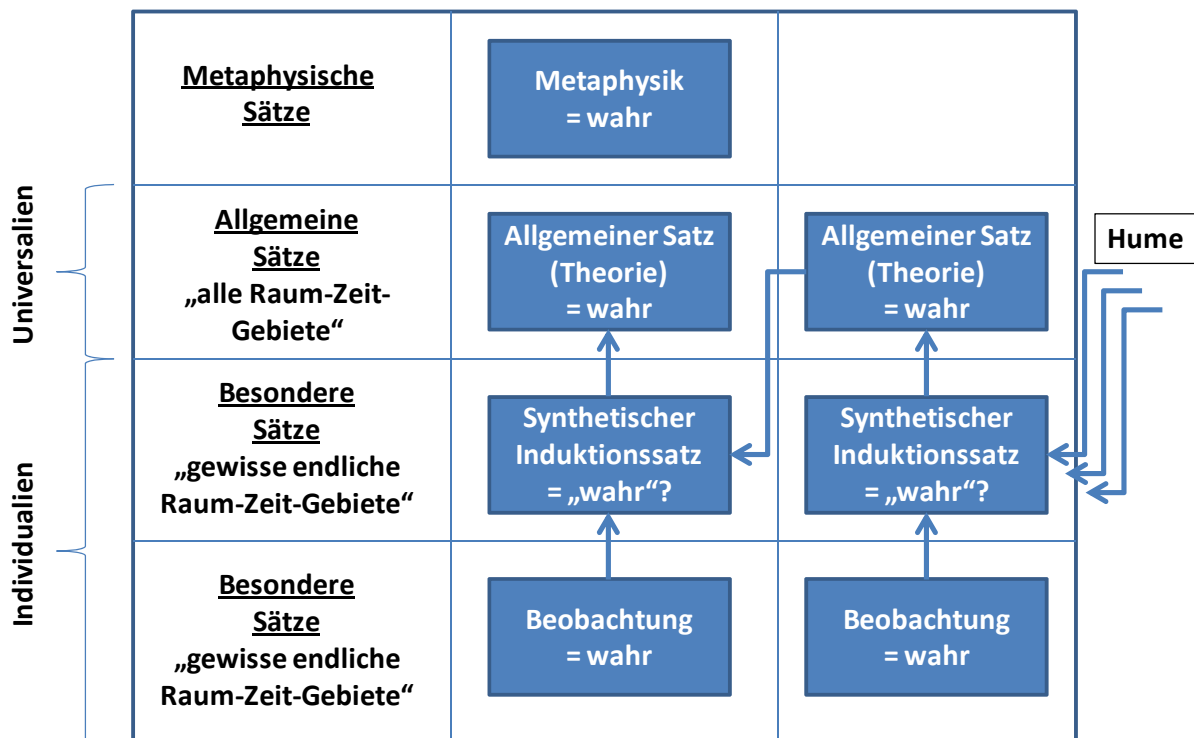 Metaphysische
Sätze
Metaphysik
= wahr
Universalien
Allgemeine
Sätze
„alle Raum-Zeit-
Gebiete“
Allgemeiner Satz
(Theorie)
= wahr
Allgemeiner Satz
(Theorie)
= wahr
Hume
Individualien
Besondere
Sätze
„gewisse endliche
Raum-Zeit-Gebiete“
Synthetischer
Induktionssatz
= „wahr“?
Synthetischer
Induktionssatz
= „wahr“?
Besondere
Sätze
„gewisse endliche
Raum-Zeit-Gebiete“
Beobachtung
= wahr
Beobachtung
= wahr